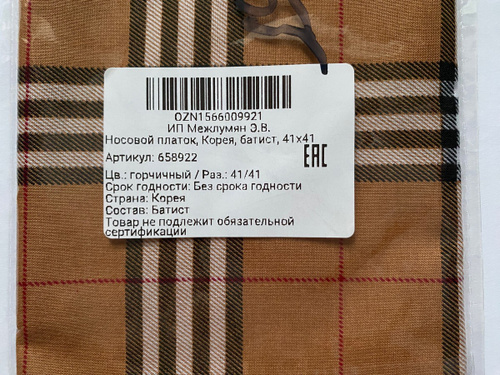 OZN1566009921
ИП Межлумян Э.В.
Носовой платок, Корея, батист, 41х41
Артикул: 658922
EAC
Цв.: горчичный / Раз.: 41/41
Срок годности: Без срока годности
Страна: Корея
Состав: Батист
Товар не подлежит обязательной
сертификации